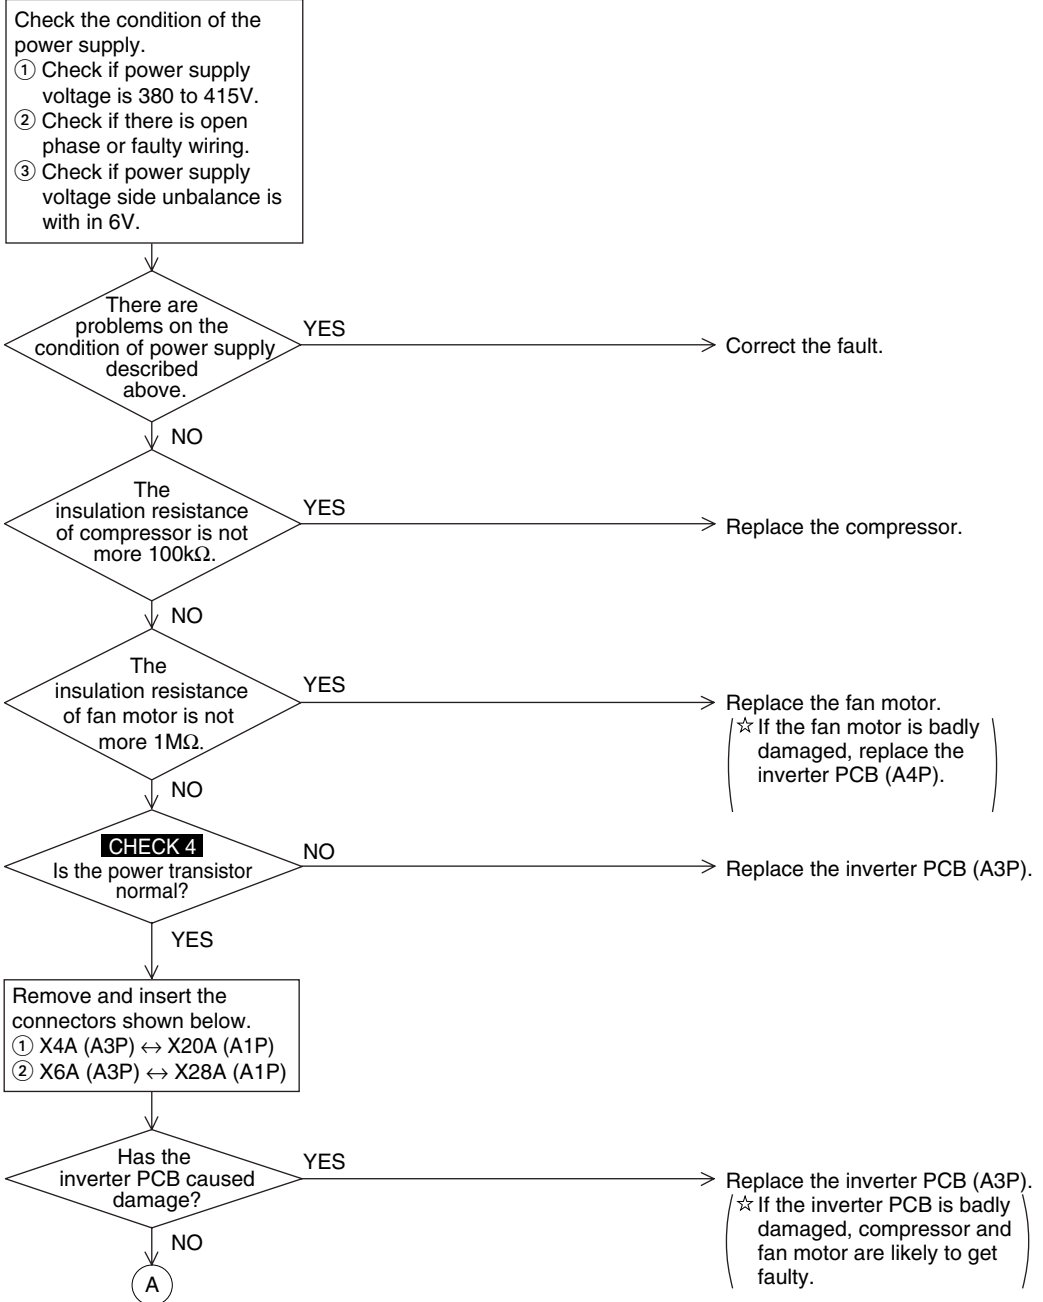 Check the condition of the
power supply.
① Check if power supply
voltage is 380 to 415V.
② Check if there is open
phase or faulty wiring.
③ Check if power supply
voltage side unbalance is
with in 6V.
There are
problems on the
condition of power supply
described
above.
YES
Correct the fault.
NO
The
insulation resistance
of compressor is not
more 100kΩ.
YES
Replace the compressor.
NO
The
insulation resistance
of fan motor is not
more 1MΩ.
YES
Replace the fan motor.
☆ If the fan motor is badly
damaged, replace the
inverter PCB (A4P).
NO
CHECK 4
Is the power transistor
normal?
NO
Replace the inverter PCB (A3P).
YES
Remove and insert the
connectors shown below.
① X4A (A3P) ↔ X20A (A1P)
② X6A (A3P) ↔ X28A (A1P)
Has the
inverter PCB caused
damage?
YES
Replace the inverter PCB (A3P).
☆ If the inverter PCB is badly
damaged, compressor and
fan motor are likely to get
faulty.
NO
A